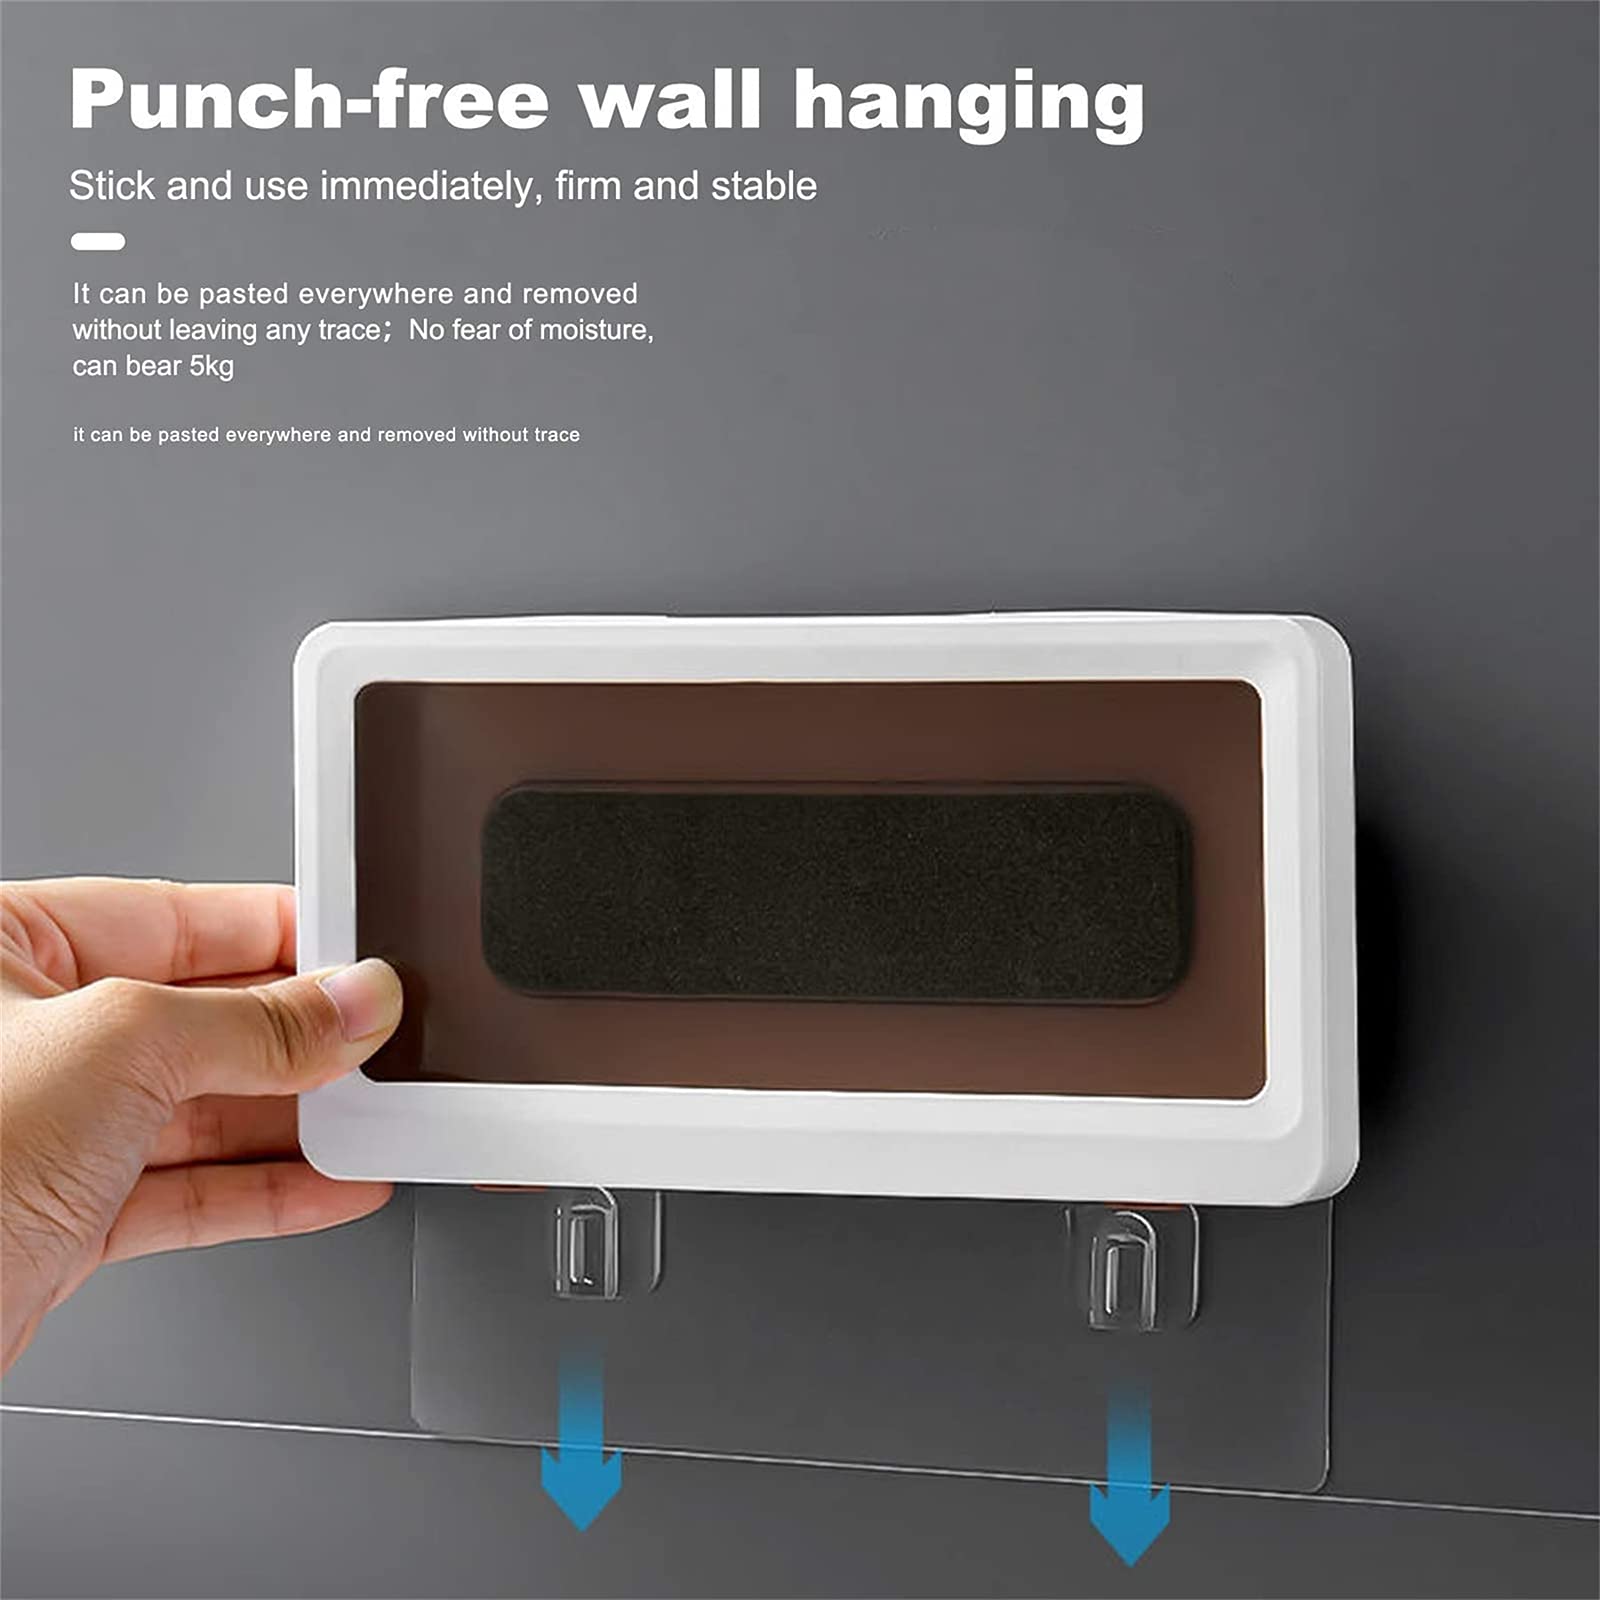 Punch-free wall hanging
Stick and use immediately, firm and stable
It can be pasted everywhere and removed
without leaving any trace；No fear of moisture,
can bear 5kg
it can be pasted everywhere and removed without trace